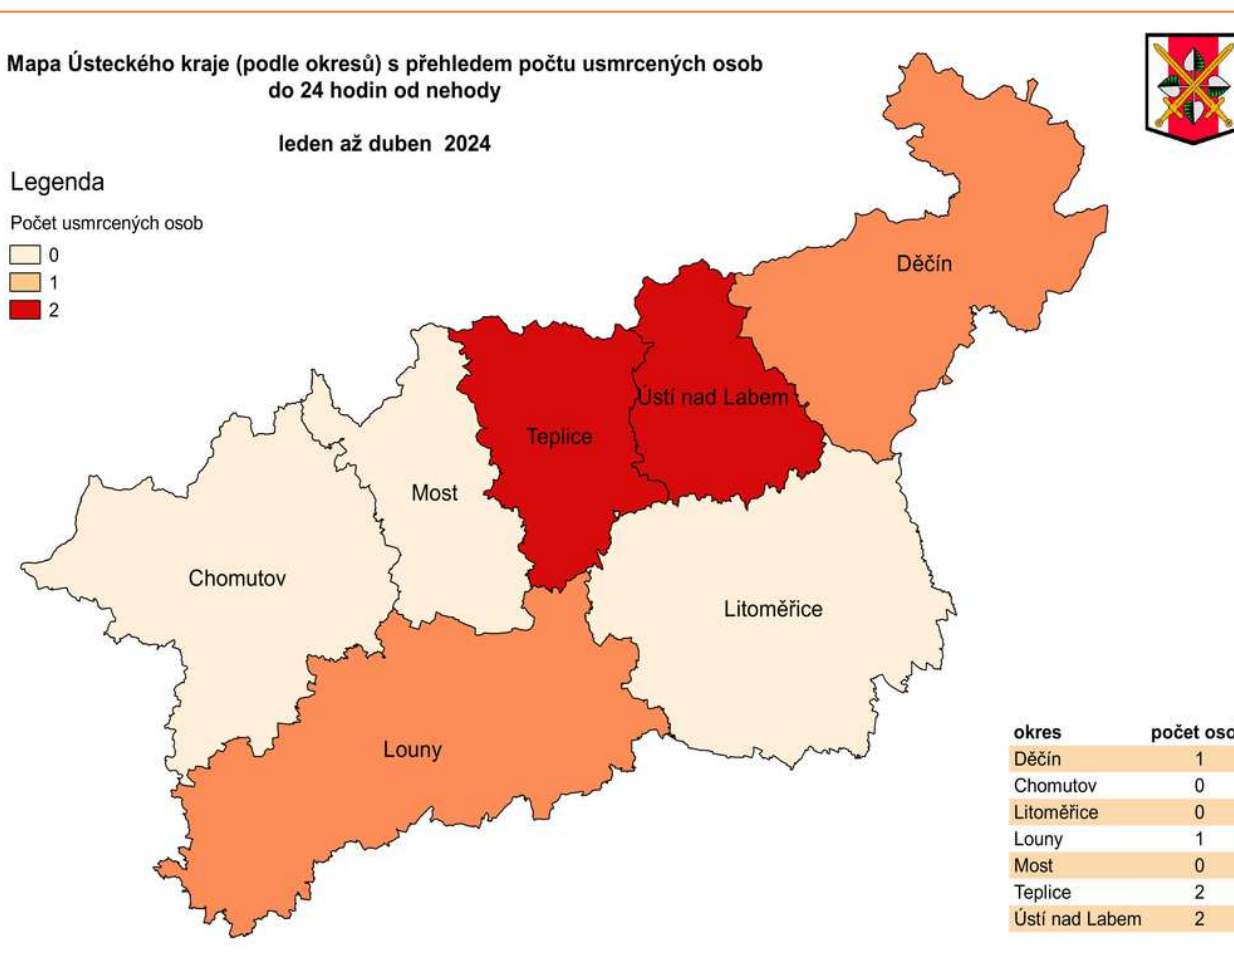 Mapa Ústeckého kraje (podle okresů) s přehledem počtu usmrcených osob
do 24 hodin od nehody
leden až duben 2024
Legenda
Počet usmrcených osob
0
1
2
Děčín
Ústí nad Labem
Teplice
Most
Chomutov
Litoměřice
Louny
okres počet oso
Děčín 1
Chomutov 0
Litoměřice 0
Louny 1
Most 0
Teplice 2
Ústí nad Labem 2